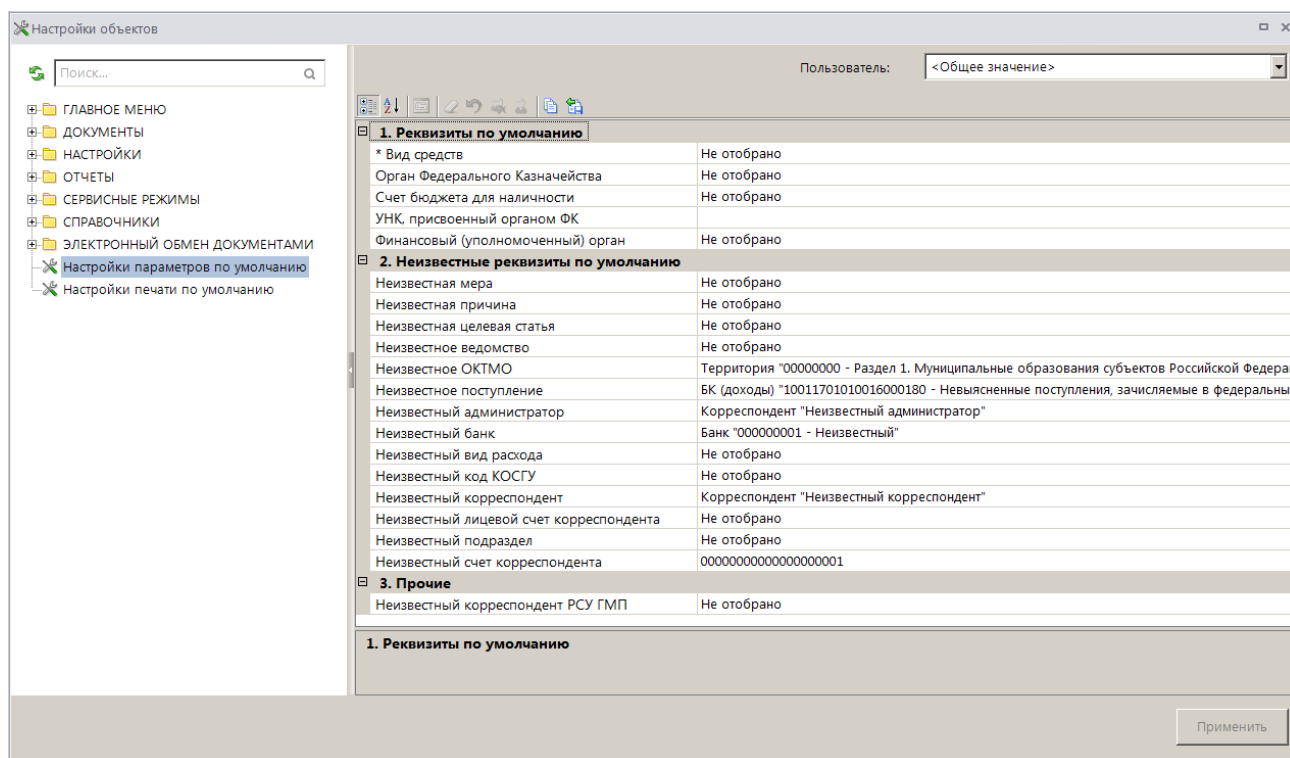 Настройки объектов
Поиск...
ГЛАВНОЕ МЕНЮ
ДОКУМЕНТЫ
НАСТРОЙКИ
ОТЧЕТЫ
СЕРВИСНЫЕ РЕЖИМЫ
СПРАВОЧНИКИ
ЭЛЕКТРОННЫЙ ОБМЕН ДОКУМЕНТАМИ
Настройки параметров по умолчанию
Настройки печати по умолчанию
Пользователь: <Общее значение>
1. Реквизиты по умолчанию
* Вид средств Не отобрано
Орган Федерального Казначейства Не отобрано
Счет бюджета для наличности Не отобрано
УНК, присвоенный органом ФК
Финансовый (уполномоченный) орган Не отобрано
2. Неизвестные реквизиты по умолчанию
Неизвестная мера Не отобрано
Неизвестная причина Не отобрано
Неизвестная целевая статья Не отобрано
Неизвестное ведомство Не отобрано
Неизвестное ОКТМО Территория "00000000 - Раздел 1. Муниципальные образования субъектов Российской Федера
Неизвестное поступление БК (доходы) "10011701010016000180 - Невыясненные поступления, зачисляемые в федеральны
Неизвестный администратор Корреспондент "Неизвестный администратор"
Неизвестный банк Банк "000000001 - Неизвестный"
Неизвестный вид расхода Не отобрано
Неизвестный код КОСГУ Не отобрано
Неизвестный корреспондент Корреспондент "Неизвестный корреспондент"
Неизвестный лицевой счет корреспондента Не отобрано
Неизвестный подраздел Не отобрано
Неизвестный счет корреспондента 00000000000000000001
3. Прочие
Неизвестный корреспондент РСУ ГМП Не отобрано
1. Реквизиты по умолчанию
Применить